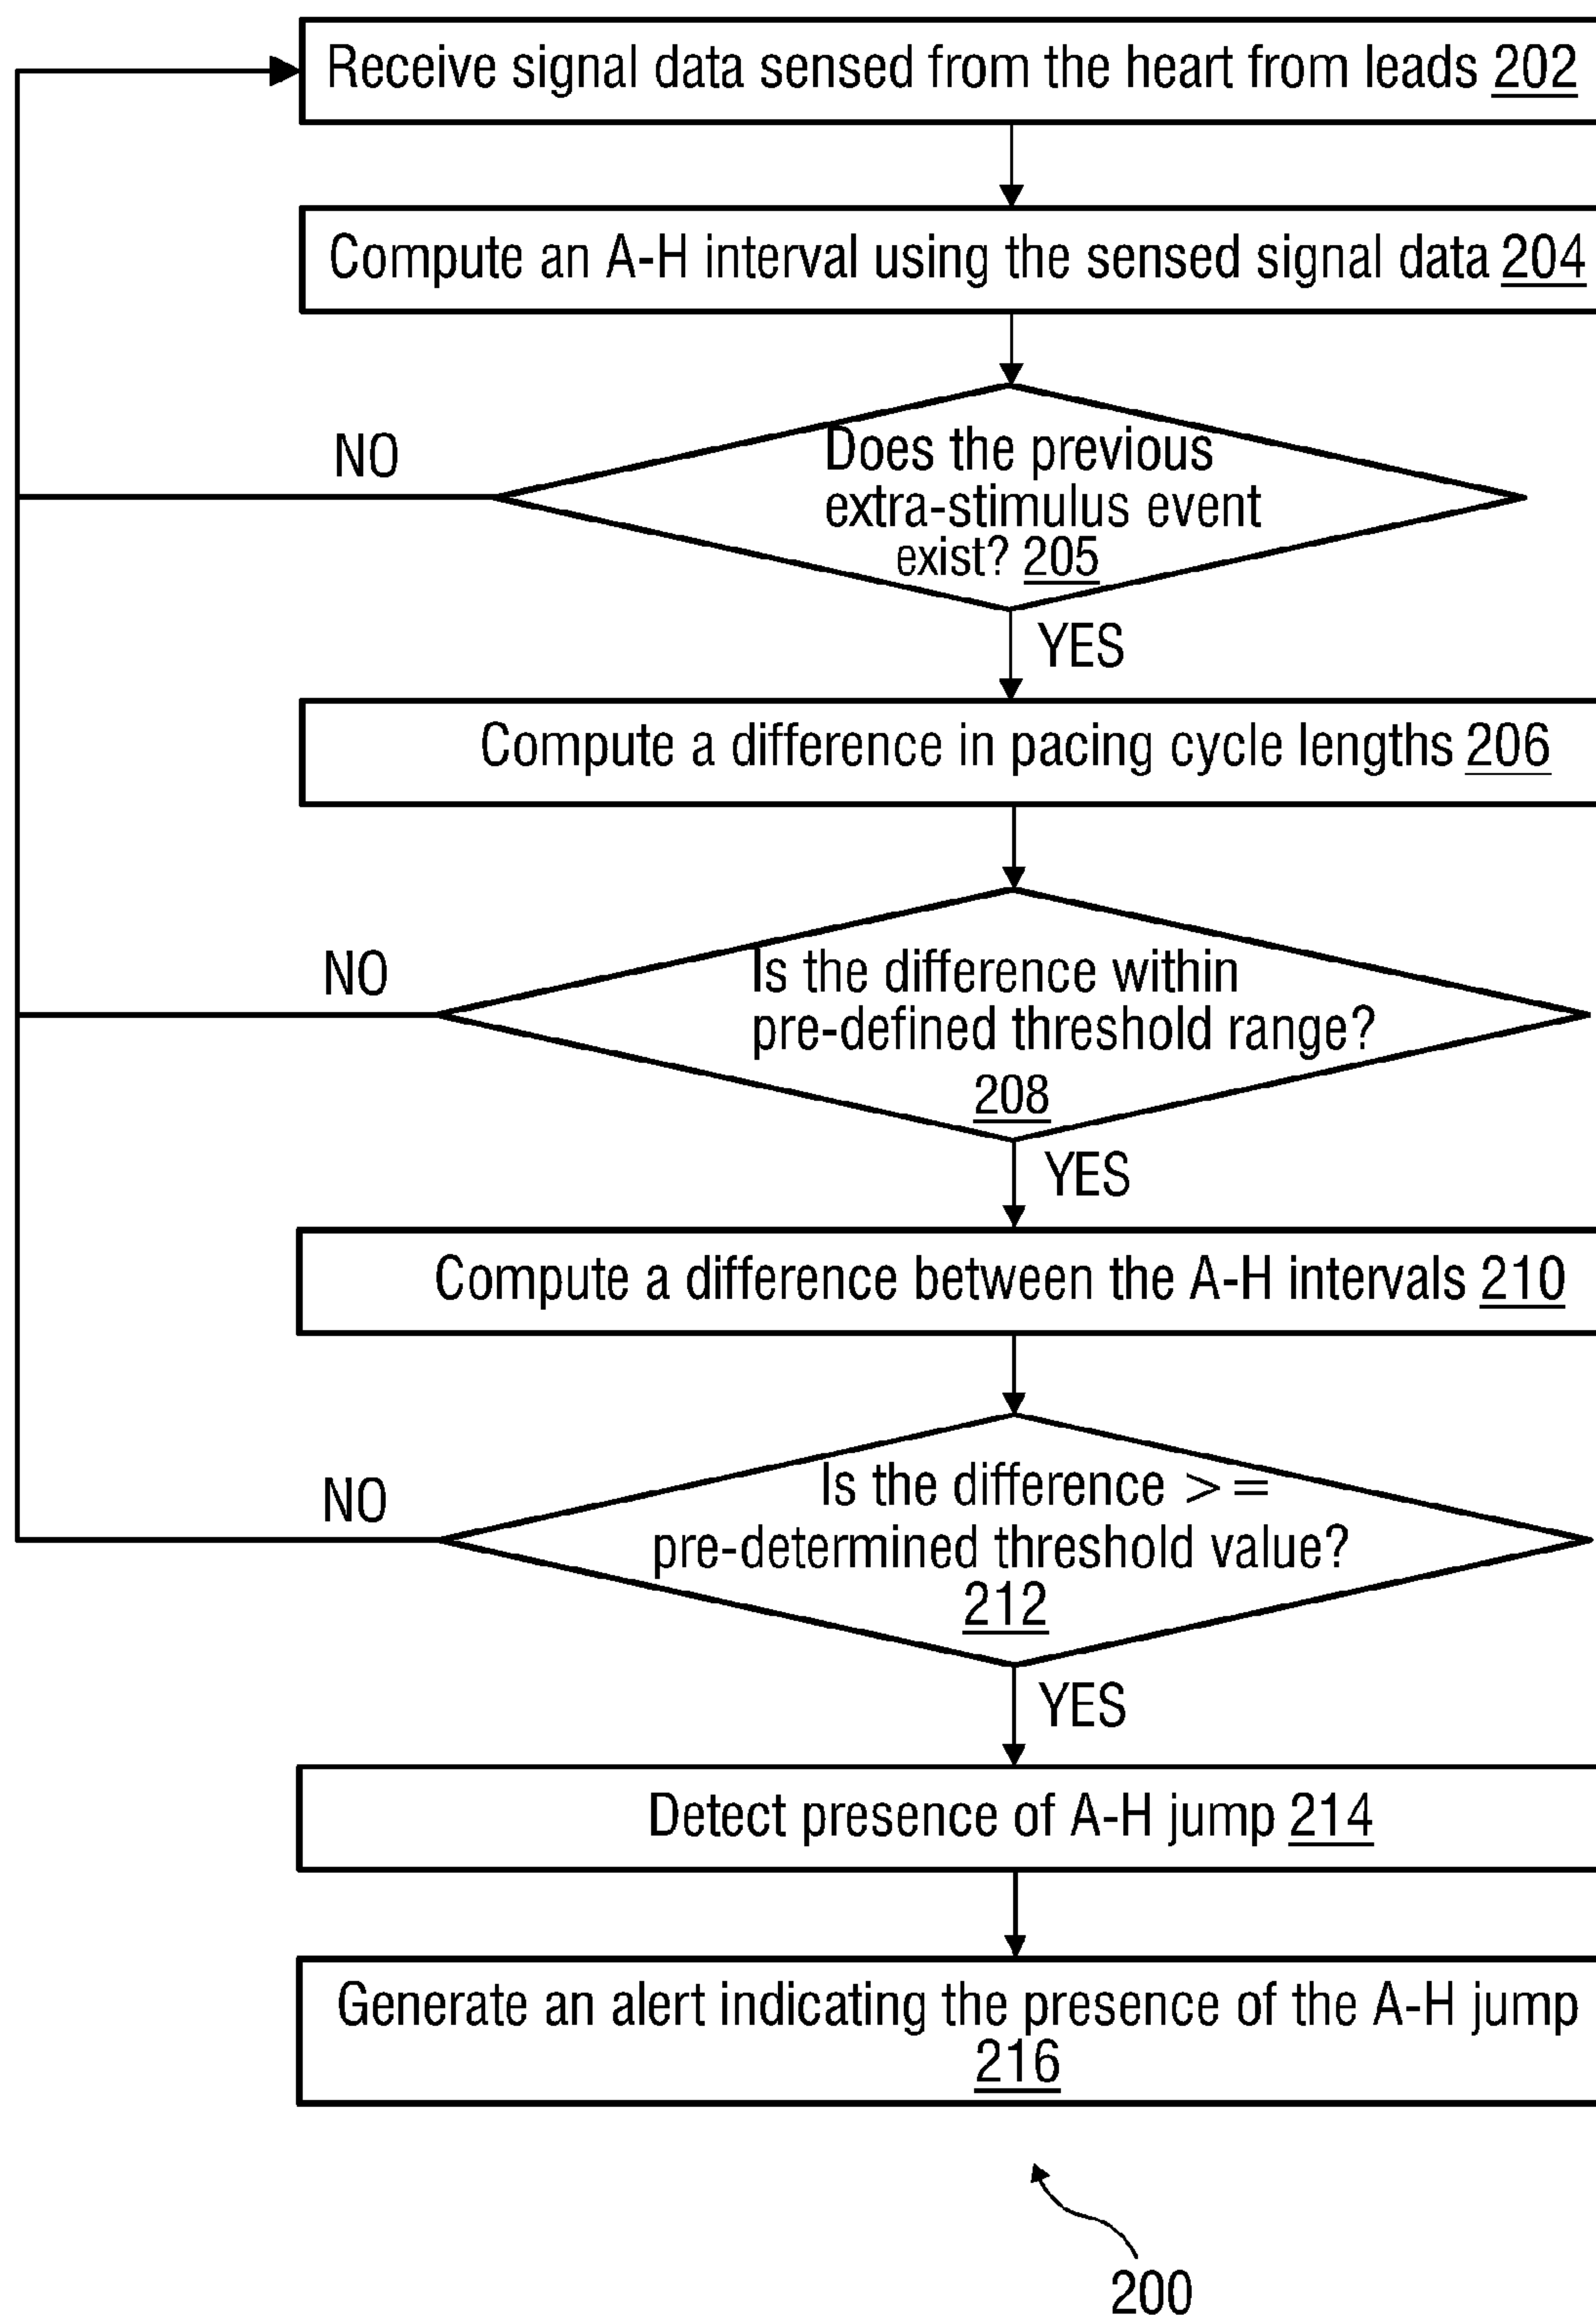 Receive signal data sensed from the heart from leads 202
Compute an A-H interval using the sensed signal data 204
NO
Does the previous
extra-stimulus event
exist? 205
YES
Compute a difference in pacing cycle lengths 206
NO
Is the difference within
pre-defined threshold range?
208
YES
Compute a difference between the A-H intervals 210
NO
Is the difference >=
pre-determined threshold value?
212
YES
Detect presence of A-H jump 214
Generate an alert indicating the presence of the A-H jump
216
200